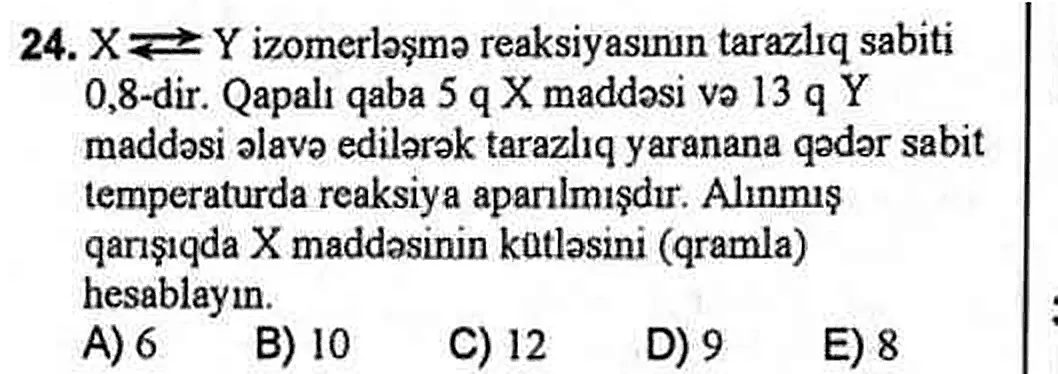 24. X⇄Y izomerləşmə reaksiyasının tarazlıq sabiti
0,8-dir. Qapalı qaba 5 q X maddəsi və 13 q Y
maddəsi əlavə edilərək tarazlıq yaranana qədər sabit
temperaturda reaksiya aparılmışdır. Alınmış
qarışıqda X maddəsinin kütləsini (qramla)
hesablayın.
A) 6 B) 10 C) 12 D) 9 E) 8